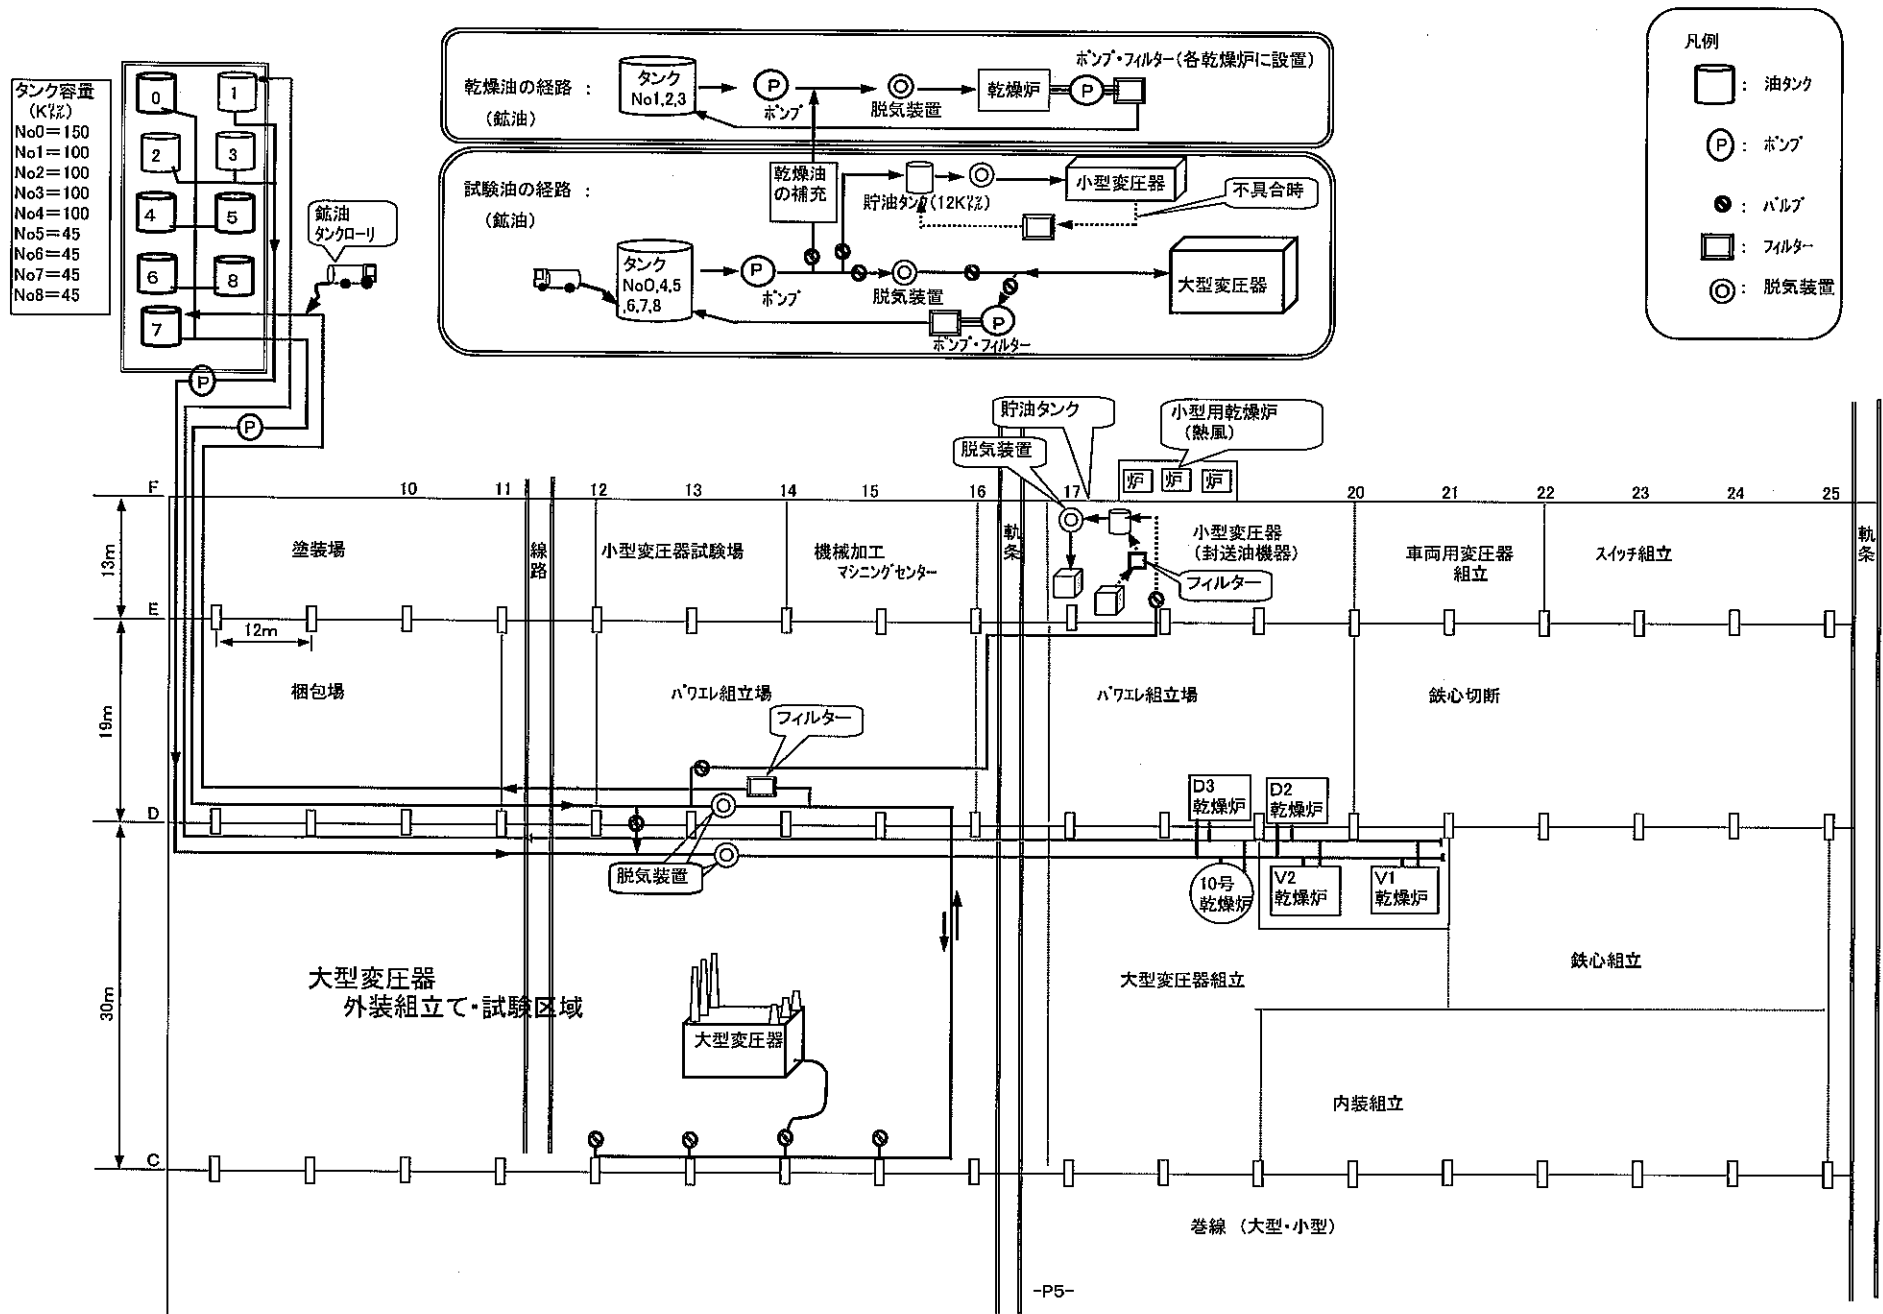 タンク容量
(Kリットル)
No0=150
No1=100
No2=100
No3=100
No4=100
No5=45
No6=45
No7=45
No8=45
0
1
2
3
4
5
6
8
7
鉱油
タンクローリ
P
P
乾燥油の経路 :
(鉱油)
タンク
No1,2,3
P
ポンプ
脱気装置
乾燥炉
P
ポンプ・フィルター(各乾燥炉に設置)
試験油の経路 :
(鉱油)
乾燥油
の補充
貯油タンク(12Kリットル)
小型変圧器
不具合時
タンク
No0,4,5
,6,7,8
P
ポンプ
脱気装置
大型変圧器
P
ポンプ・フィルター
凡例
: 油タンク
P : ポンプ
: バルブ
: フィルター
: 脱気装置
貯油タンク
脱気装置
小型用乾燥炉
(熱風)
炉 炉 炉
F
10
11
12
13
14
15
16
17
20
21
22
23
24
25
13m
塗装場
線路
小型変圧器試験場
機械加工
マシニングセンター
軌条
小型変圧器
(封送油機器)
フィルター
車両用変圧器
組立
スイッチ組立
軌条
E
12m
19m
梱包場
パワエレ組立場
フィルター
パワエレ組立場
鉄心切断
D3
乾燥炉
D2
乾燥炉
D
脱気装置
10号
乾燥炉
V2
乾燥炉
V1
乾燥炉
30m
大型変圧器
外装組立て・試験区域
大型変圧器
大型変圧器組立
鉄心組立
内装組立
C
巻線 (大型・小型)
-P5-